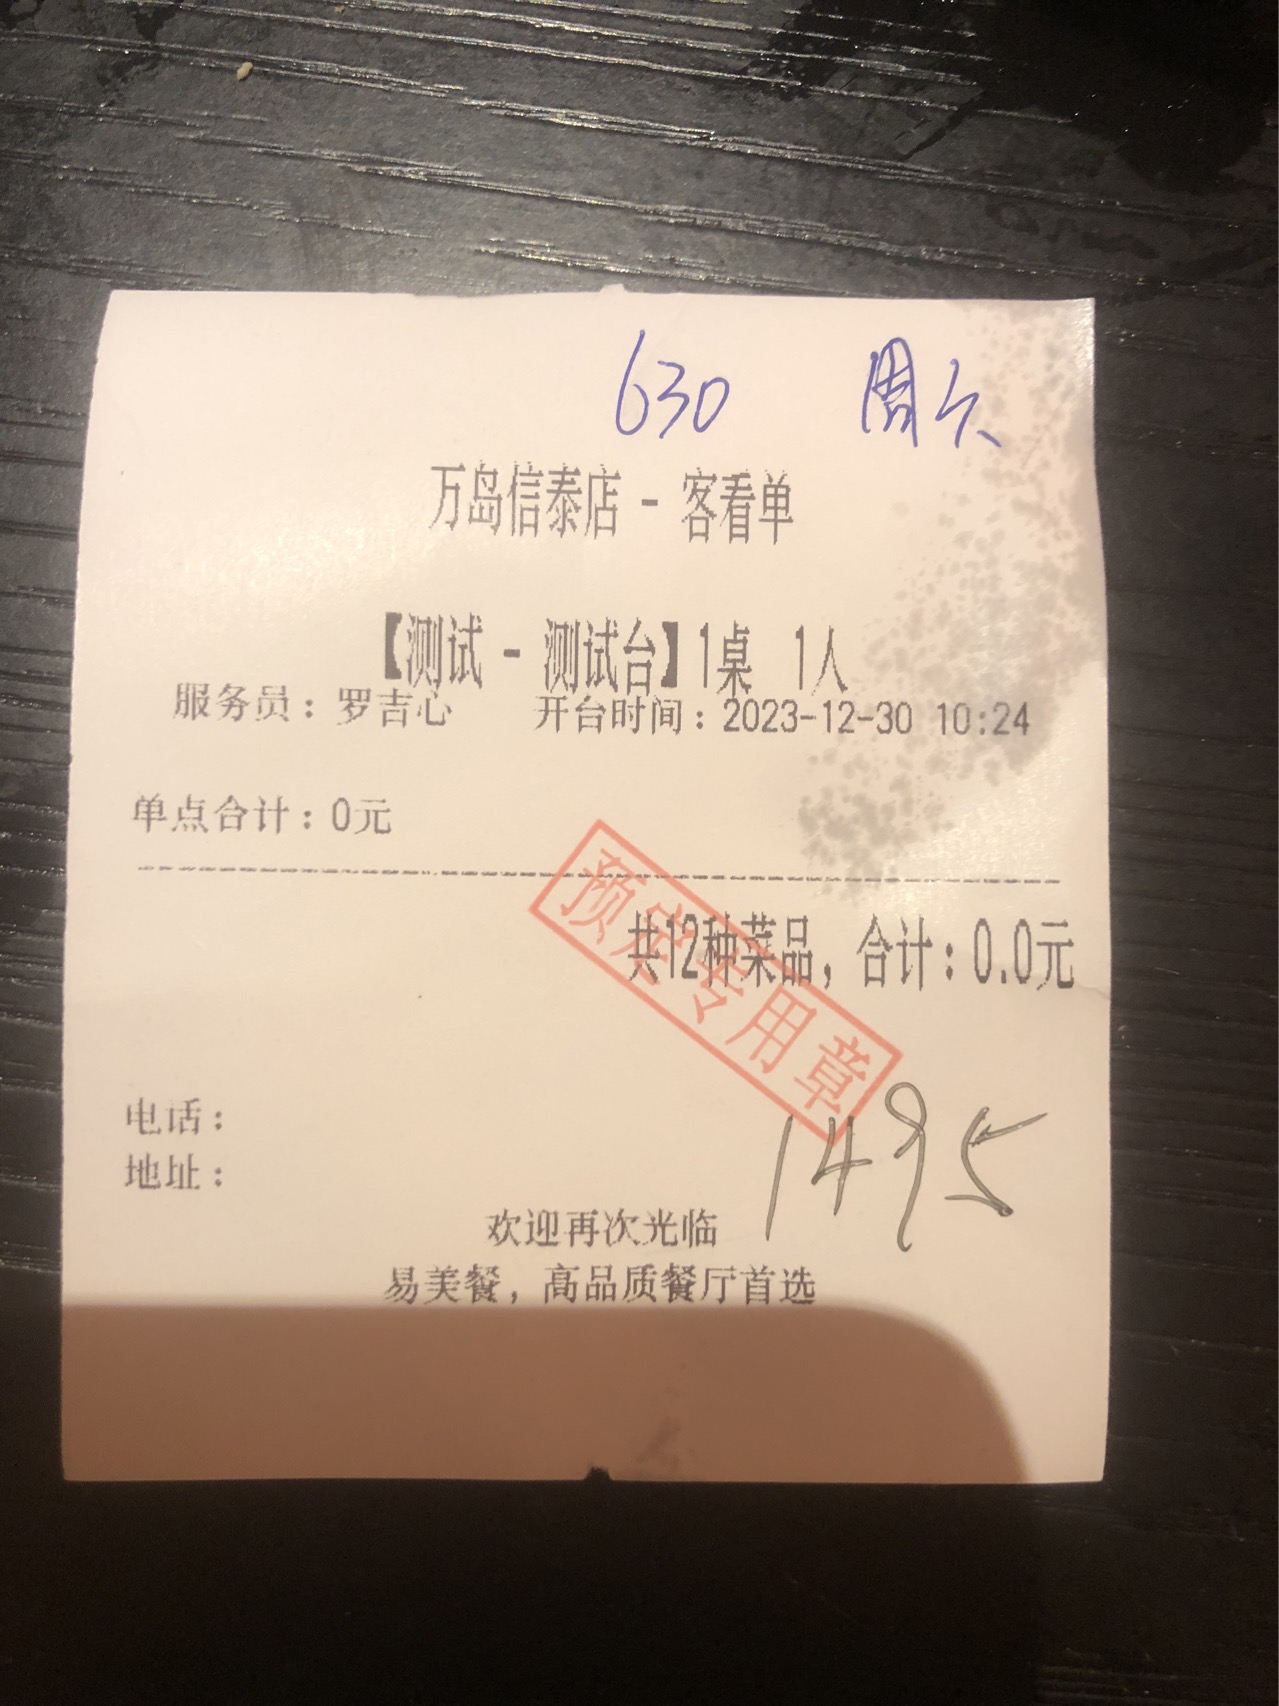 630 周六
万岛信泰店 - 客看单
【测试 - 测试台】1桌 1人
服务员：罗吉心 开台时间：2023-12-30 10:24
单点合计：0元
共12种菜品，合计：0.0元
预定专用章
1495
电话：
地址：
欢迎再次光临
易美餐，高品质餐厅首选